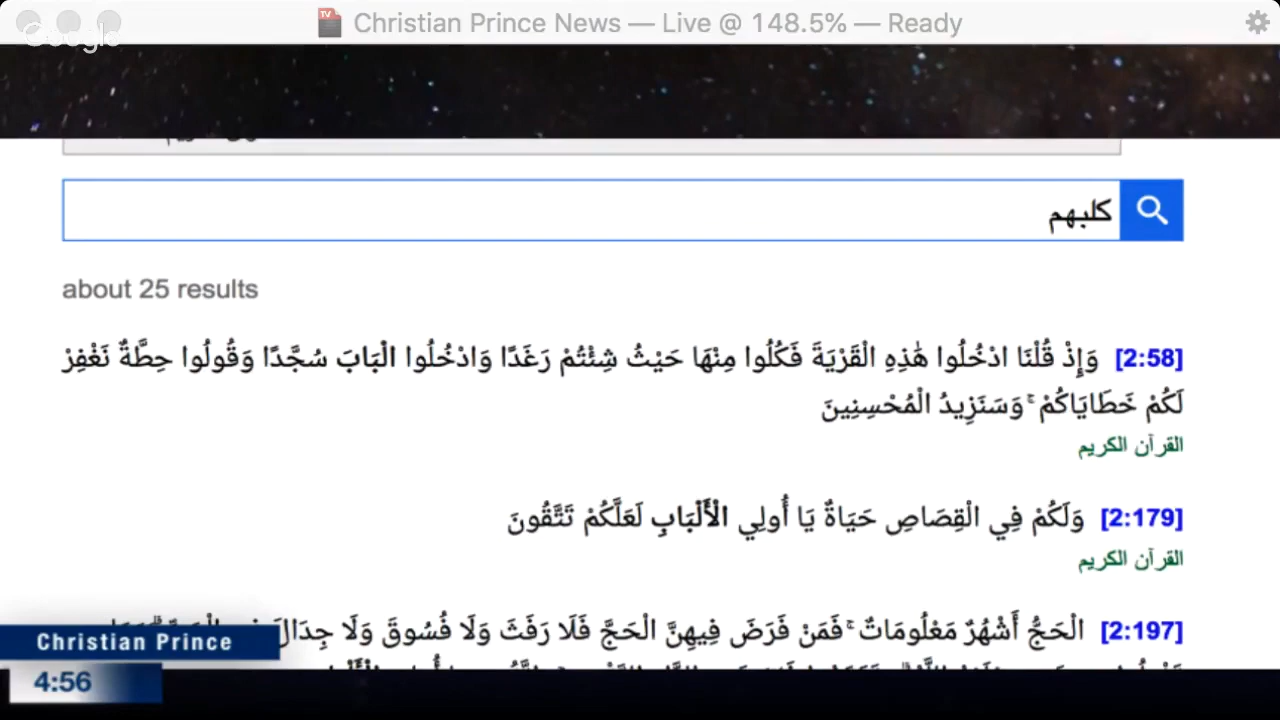 Christian Prince News — Live @ 148.5% — Ready
Google
كلبهم
about 25 results
[2:58] وَإِذْ قُلْنَا ادْخُلُوا هَٰذِهِ الْقَرْيَةَ فَكُلُوا مِنْهَا حَيْثُ شِئْتُمْ رَغَدًا وَادْخُلُوا الْبَابَ سُجَّدًا وَقُولُوا حِطَّةٌ نَغْفِرْ
لَكُمْ خَطَايَاكُمْ ۚ وَسَنَزِيدُ الْمُحْسِنِينَ
القرآن الكريم
[2:179] وَلَكُمْ فِي الْقِصَاصِ حَيَاةٌ يَا أُولِي الْأَلْبَابِ لَعَلَّكُمْ تَتَّقُونَ
القرآن الكريم
[2:197] الْحَجُّ أَشْهُرٌ مَعْلُومَاتٌ ۚ فَمَنْ فَرَضَ فِيهِنَّ الْحَجَّ فَلَا رَفَثَ وَلَا فُسُوقَ وَلَا جِدَالَ
Christian Prince
4:56